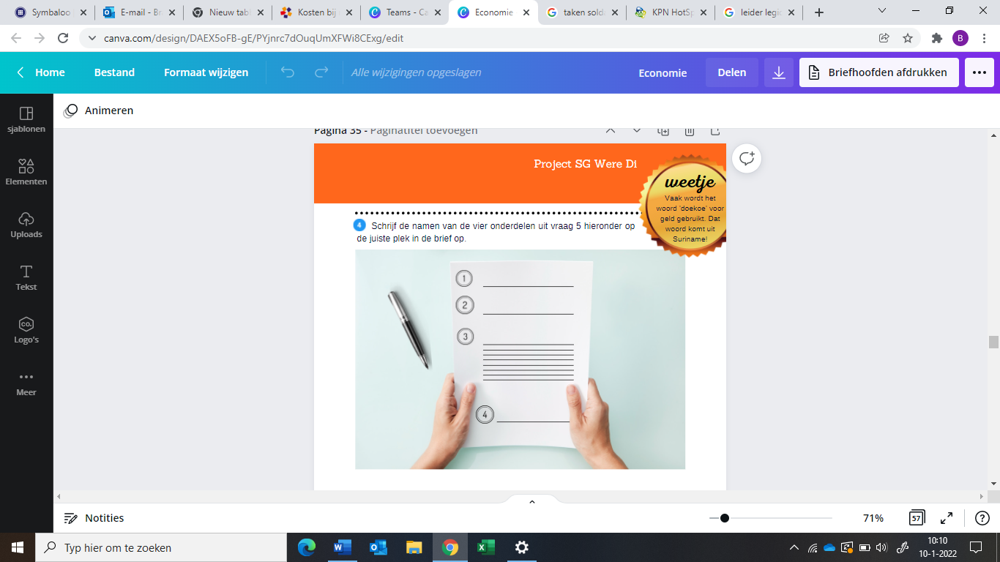 Symbaloo
E-mail - Br
Nieuw tab
Kosten bij
Teams - Ca
Economie
taken sold
KPN HotSp
leider legio
canva.com/design/DAEX5oFB-gE/PYjnrc7dOuqUmXFWi8CExg/edit
B
Home
Bestand
Formaat wijzigen
Alle wijzigingen opgeslagen
Economie
Delen
Briefhoofden afdrukken
sjablonen
Elementen
Uploads
Tekst
CO.
Logo's
Meer
Animeren
Pagina 35 - Paginatitel toevoegen
Project SG Were Di
weetje
Vaak wordt het
woord 'doekoe' voor
geld gebruikt. Dat
woord komt uit
Suriname!
4 Schrijf de namen van de vier onderdelen uit vraag 5 hieronder op
de juiste plek in de brief op.
1
2
3
4
Notities
71%
57
Typ hier om te zoeken
10:10
10-1-2022